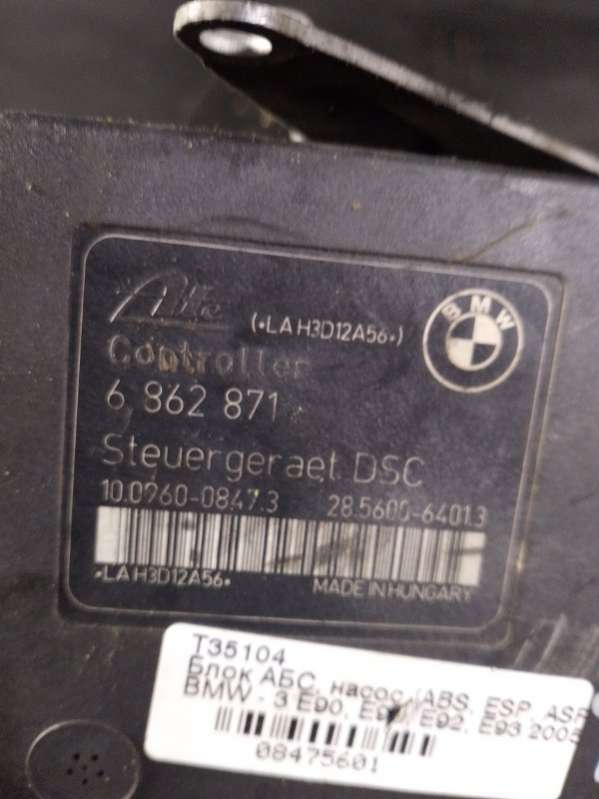 Ate (•LA H3D12A56•) BMW
Controller
6 862 871
Steuergeraet DSC
10.0960-0847.3 28.5600-6401.3
•LA H3D12A56• MADE IN HUNGARY
T35104
Блок АБС, насос (ABS, ESP, ASR
BMW - 3 E90, E92, E93 2005
08475601